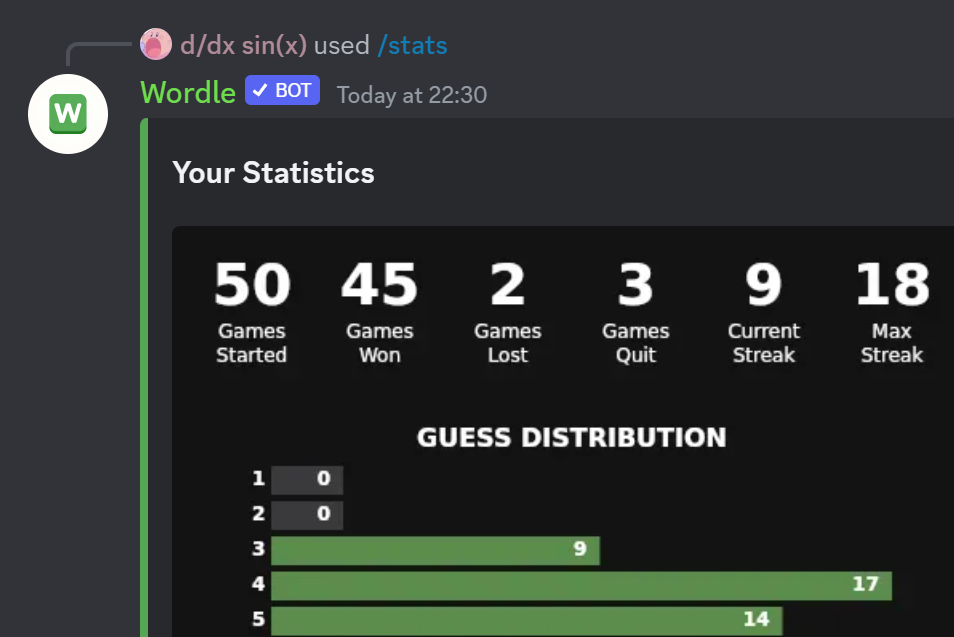 d/dx sin(x) used /stats
W
Wordle ✓ BOT Today at 22:30
Your Statistics
50 45 2 3 9 18
Games Games Games Games Current Max
Started Won Lost Quit Streak Streak
GUESS DISTRIBUTION
1 0
2 0
3 9
4 17
5 14